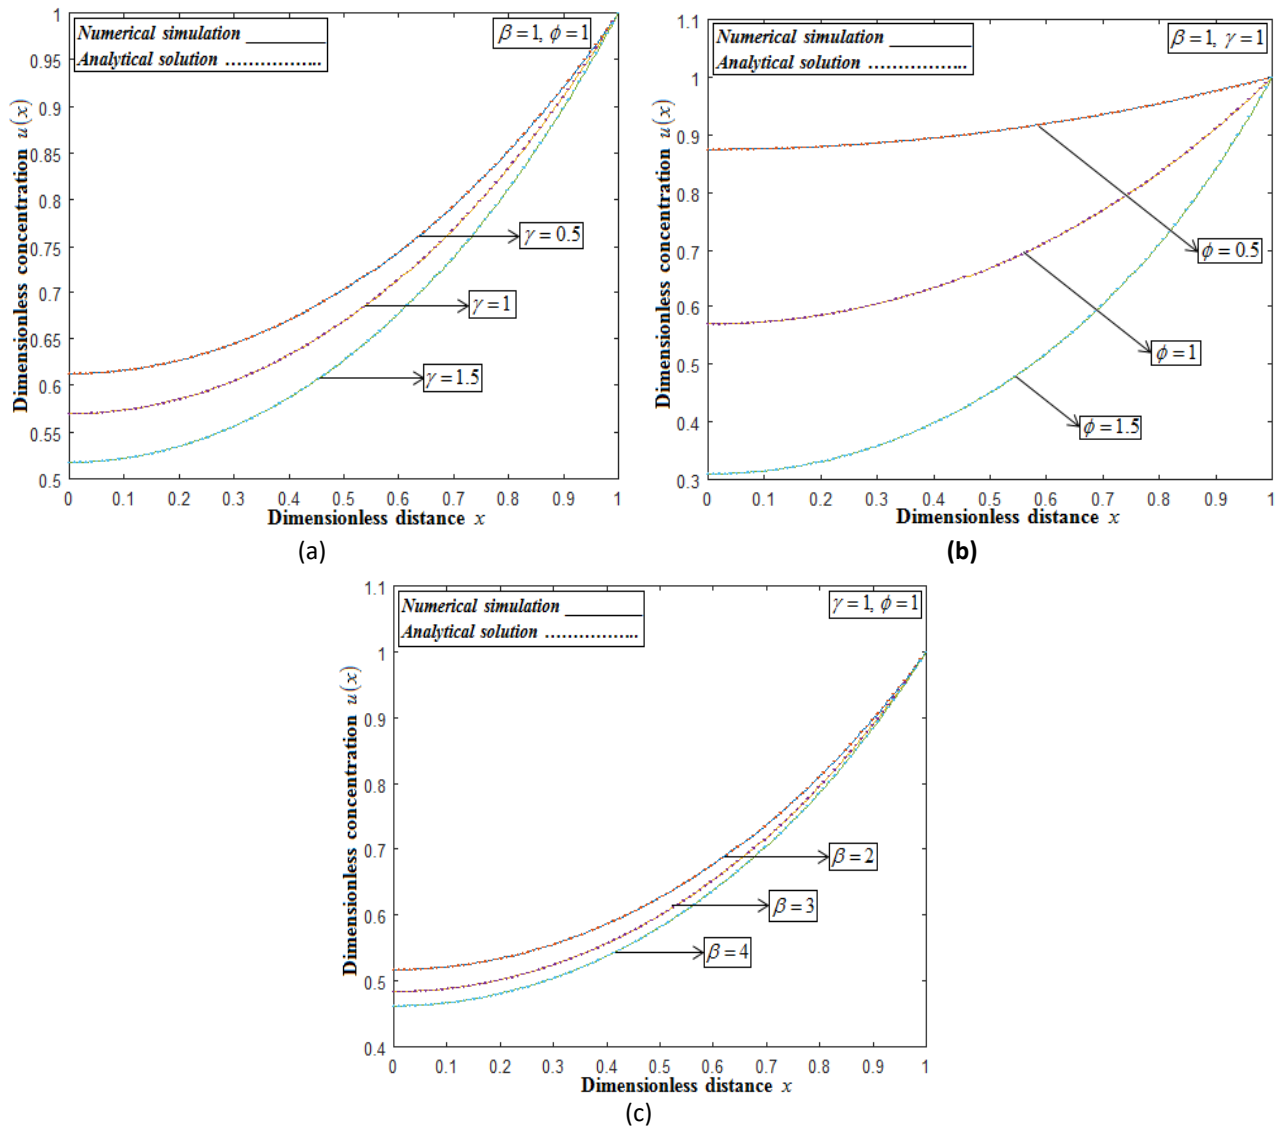 Numerical simulation ________
Analytical solution ……………..
β = 1, ϕ = 1
1
0.95
0.9
0.85
0.8
0.75
0.7
0.65
0.6
0.55
0.5
Dimensionless concentration u(x)
γ = 0.5
γ = 1
γ = 1.5
0 0.1 0.2 0.3 0.4 0.5 0.6 0.7 0.8 0.9 1
Dimensionless distance x
(a)
Numerical simulation ________
Analytical solution ……………..
β = 1, γ = 1
1.1
1
0.9
0.8
0.7
0.6
0.5
0.4
0.3
Dimensionless concentration u(x)
ϕ = 0.5
ϕ = 1
ϕ = 1.5
0 0.1 0.2 0.3 0.4 0.5 0.6 0.7 0.8 0.9 1
Dimensionless distance x
(b)
Numerical simulation ________
Analytical solution ……………..
γ = 1, ϕ = 1
1.1
1
0.9
0.8
0.7
0.6
0.5
0.4
Dimensionless concentration u(x)
β = 2
β = 3
β = 4
0 0.1 0.2 0.3 0.4 0.5 0.6 0.7 0.8 0.9 1
Dimensionless distance x
(c)